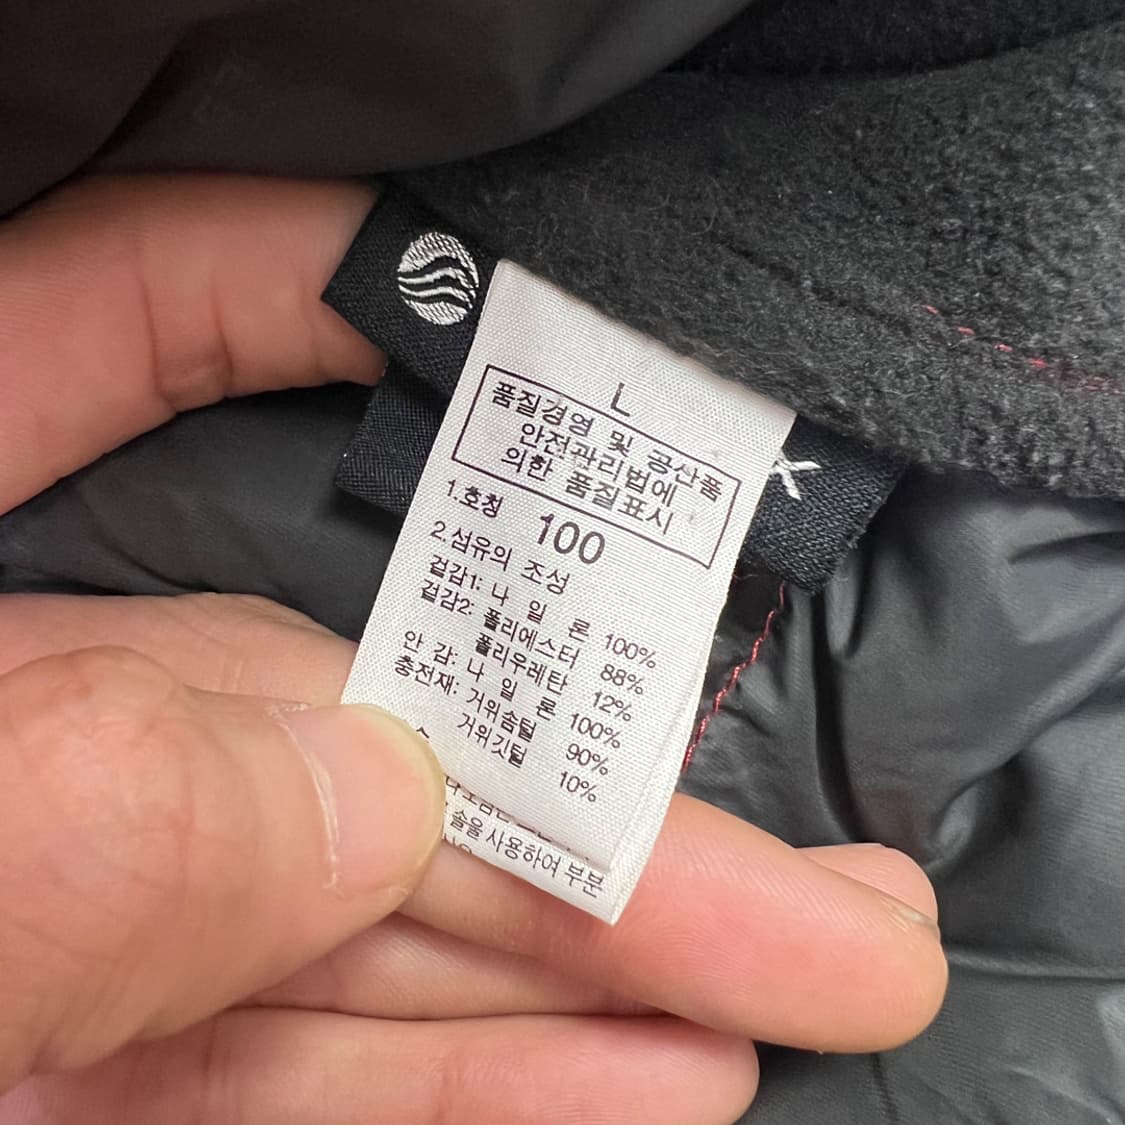 L
품질경영 및 공산품
안전관리법에
의한 품질표시
1.호칭 100
2.섬유의 조성
겉감1: 나 일 론 100%
겉감2: 폴리에스터 88%
폴리우레탄 12%
안 감: 나 일 론 100%
충전재: 거위솜털 90%
거위깃털 10%
솔을 사용하여 부분